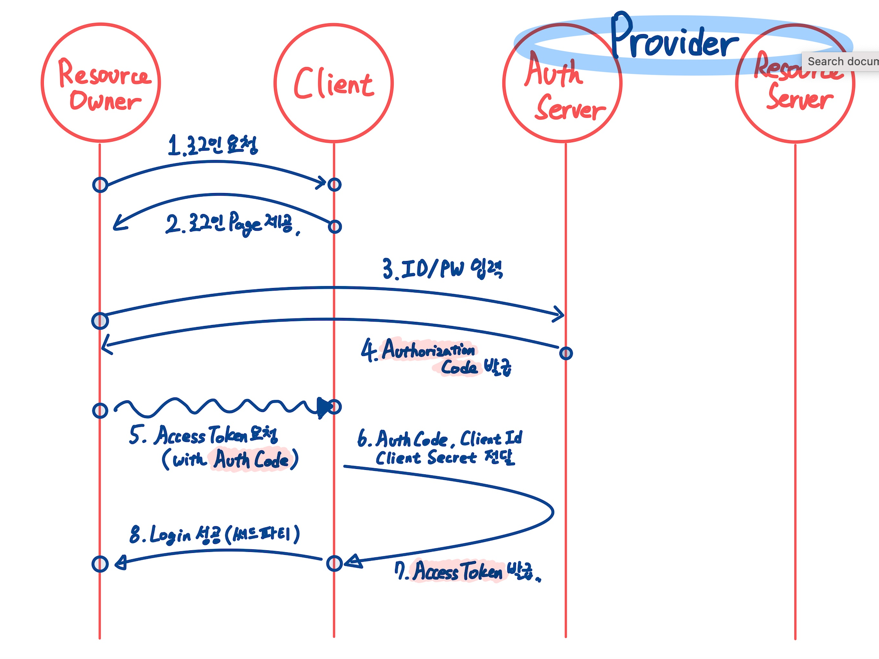 Provider
Resource
Owner
Client
Auth
Server
Resource
Server
Search docum
1.로그인 요청
2.로그인 Page 제공.
3.ID/PW 입력
4.Authorization
Code 발급
5. Access Token 요청
(with Auth Code)
6.Auth Code, Client Id
Client Secret 전달
7.Access Token 발급.
8.Login 성공(써드파티)